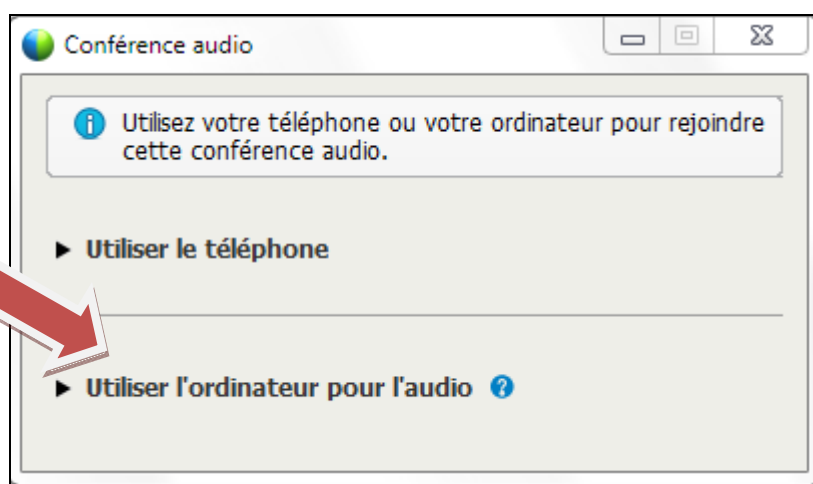 Conférence audio
Utilisez votre téléphone ou votre ordinateur pour rejoindre
cette conférence audio.
Utiliser le téléphone
Utiliser l'ordinateur pour l'audio